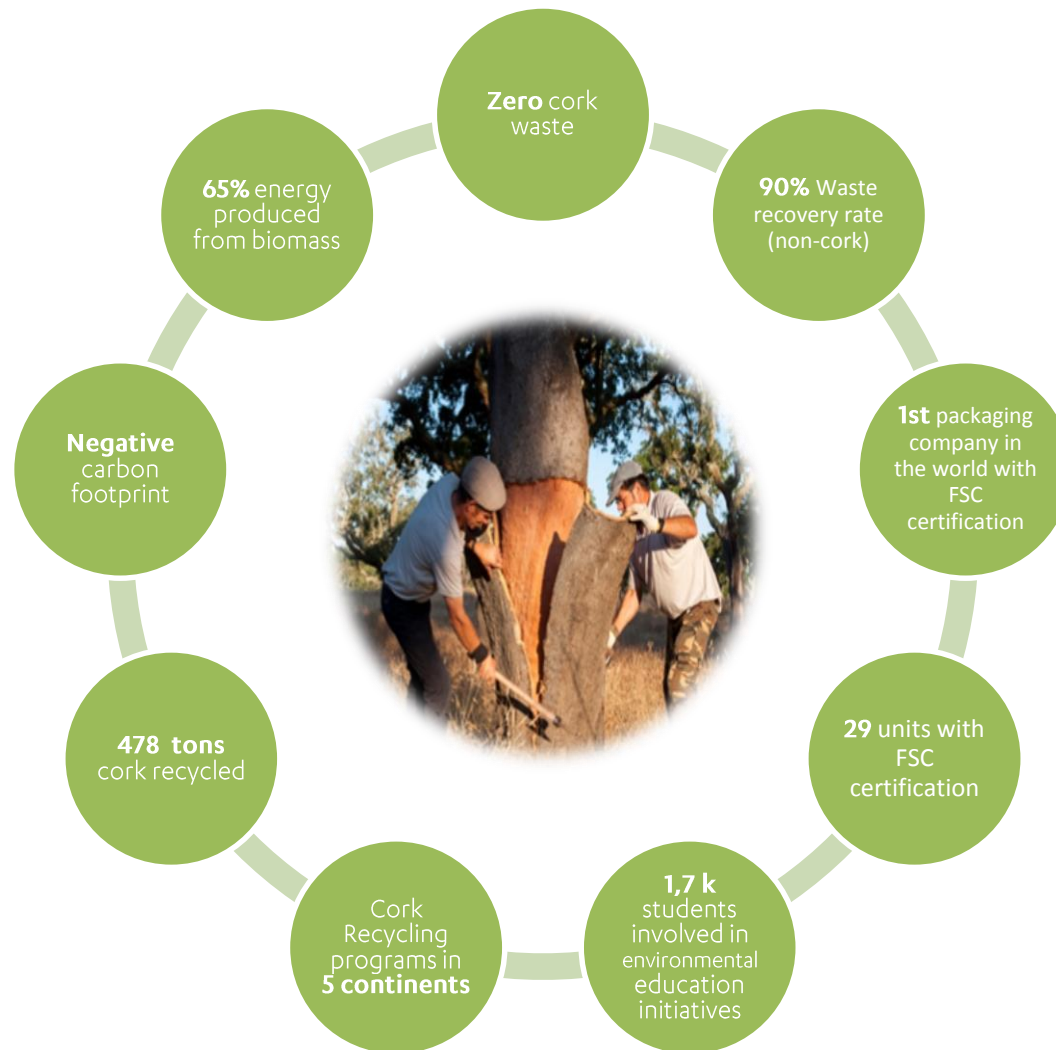 Zero cork
waste
90% Waste
recovery rate
(non-cork)
1st packaging
company in
the world with
FSC
certification
29 units with
FSC
certification
1,7 k
students
involved in
environmental
education
initiatives
Cork
Recycling
programs in
5 continents
478 tons
cork recycled
Negative
carbon
footprint
65% energy
produced
from biomass